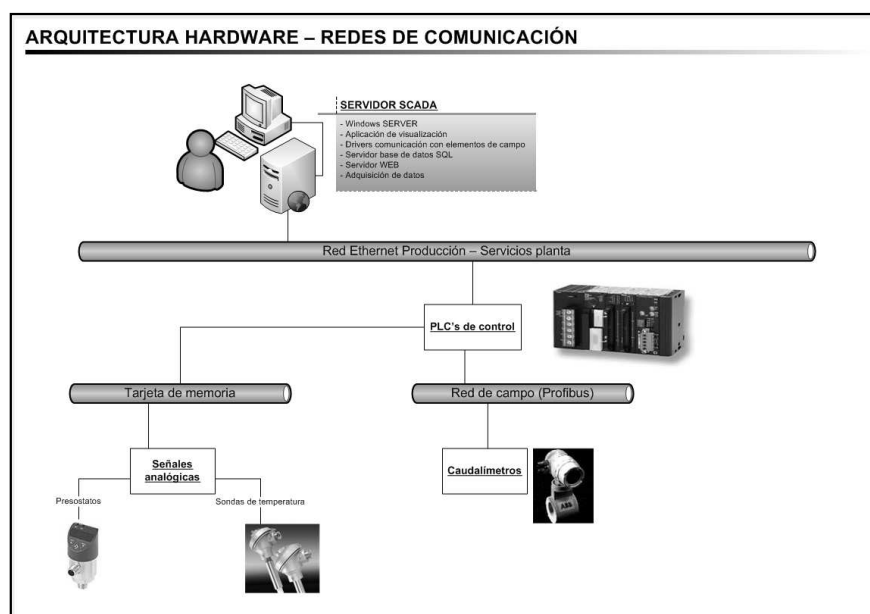 ARQUITECTURA HARDWARE – REDES DE COMUNICACIÓN
SERVIDOR SCADA
- Windows SERVER
- Aplicación de visualización
- Drivers comunicación con elementos de campo
- Servidor base de datos SQL
- Servidor WEB
- Adquisición de datos
Red Ethernet Producción – Servicios planta
PLC's de control
Tarjeta de memoria
Red de campo (Profibus)
Señales
analógicas
Caudalímetros
Presostatos
Sondas de temperatura
ABB